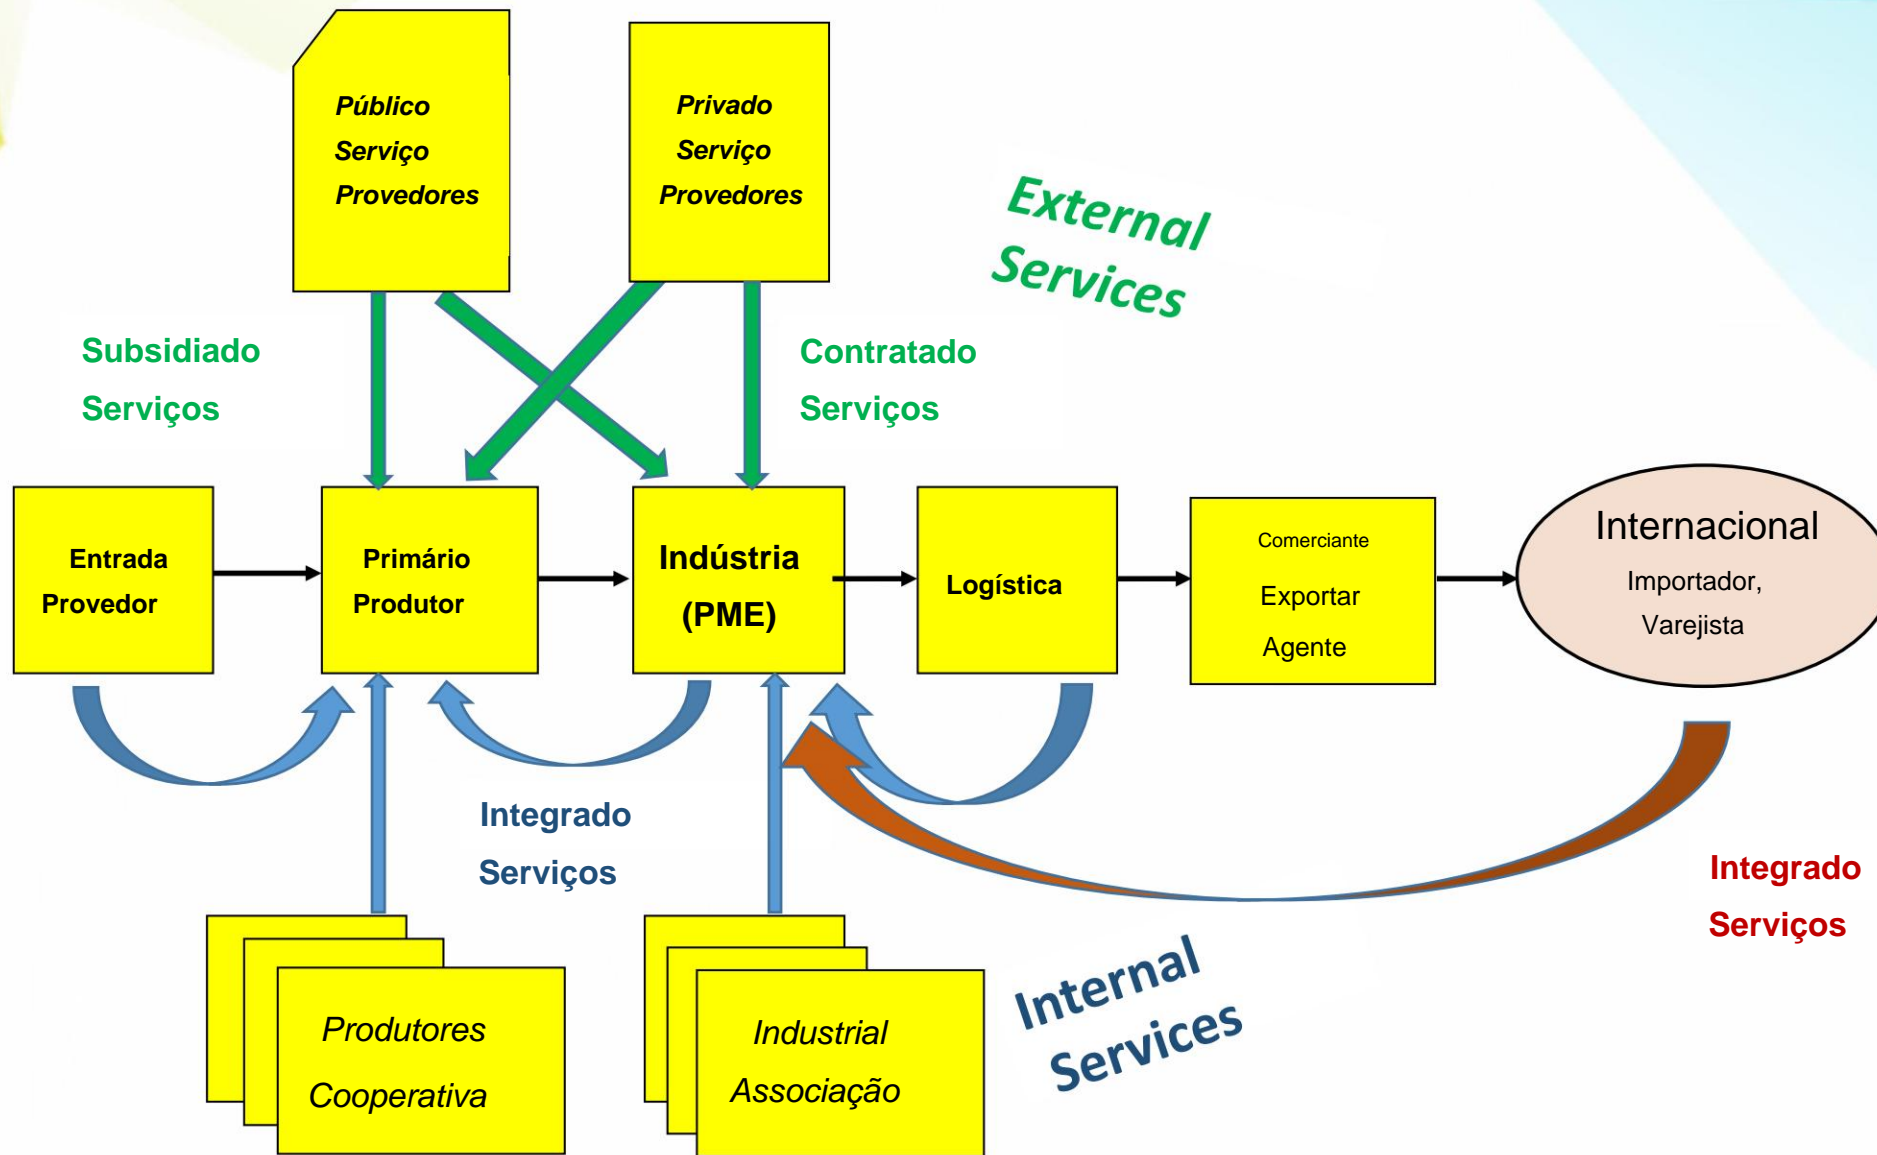 Público
Serviço
Provedores
Privado
Serviço
Provedores
External
Services
Subsidiado
Serviços
Contratado
Serviços
Entrada
Provedor
Primário
Produtor
Indústria
(PME)
Logística
Comerciante
Exportar
Agente
Internacional
Importador,
Varejista
Integrado
Serviços
Integrado
Serviços
Produtores
Cooperativa
Industrial
Associação
Internal
Services